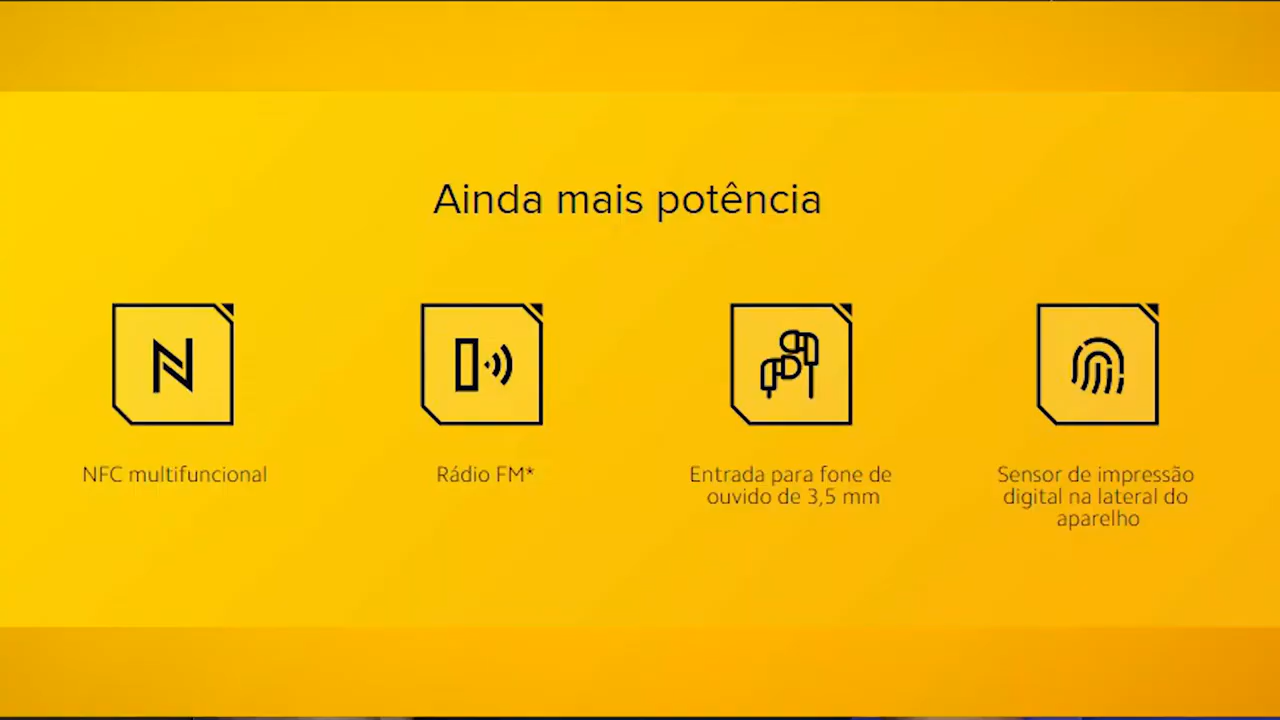 Ainda mais potência
NFC multifuncional
Rádio FM*
Entrada para fone de
ouvido de 3,5 mm
Sensor de impressão
digital na lateral do
aparelho